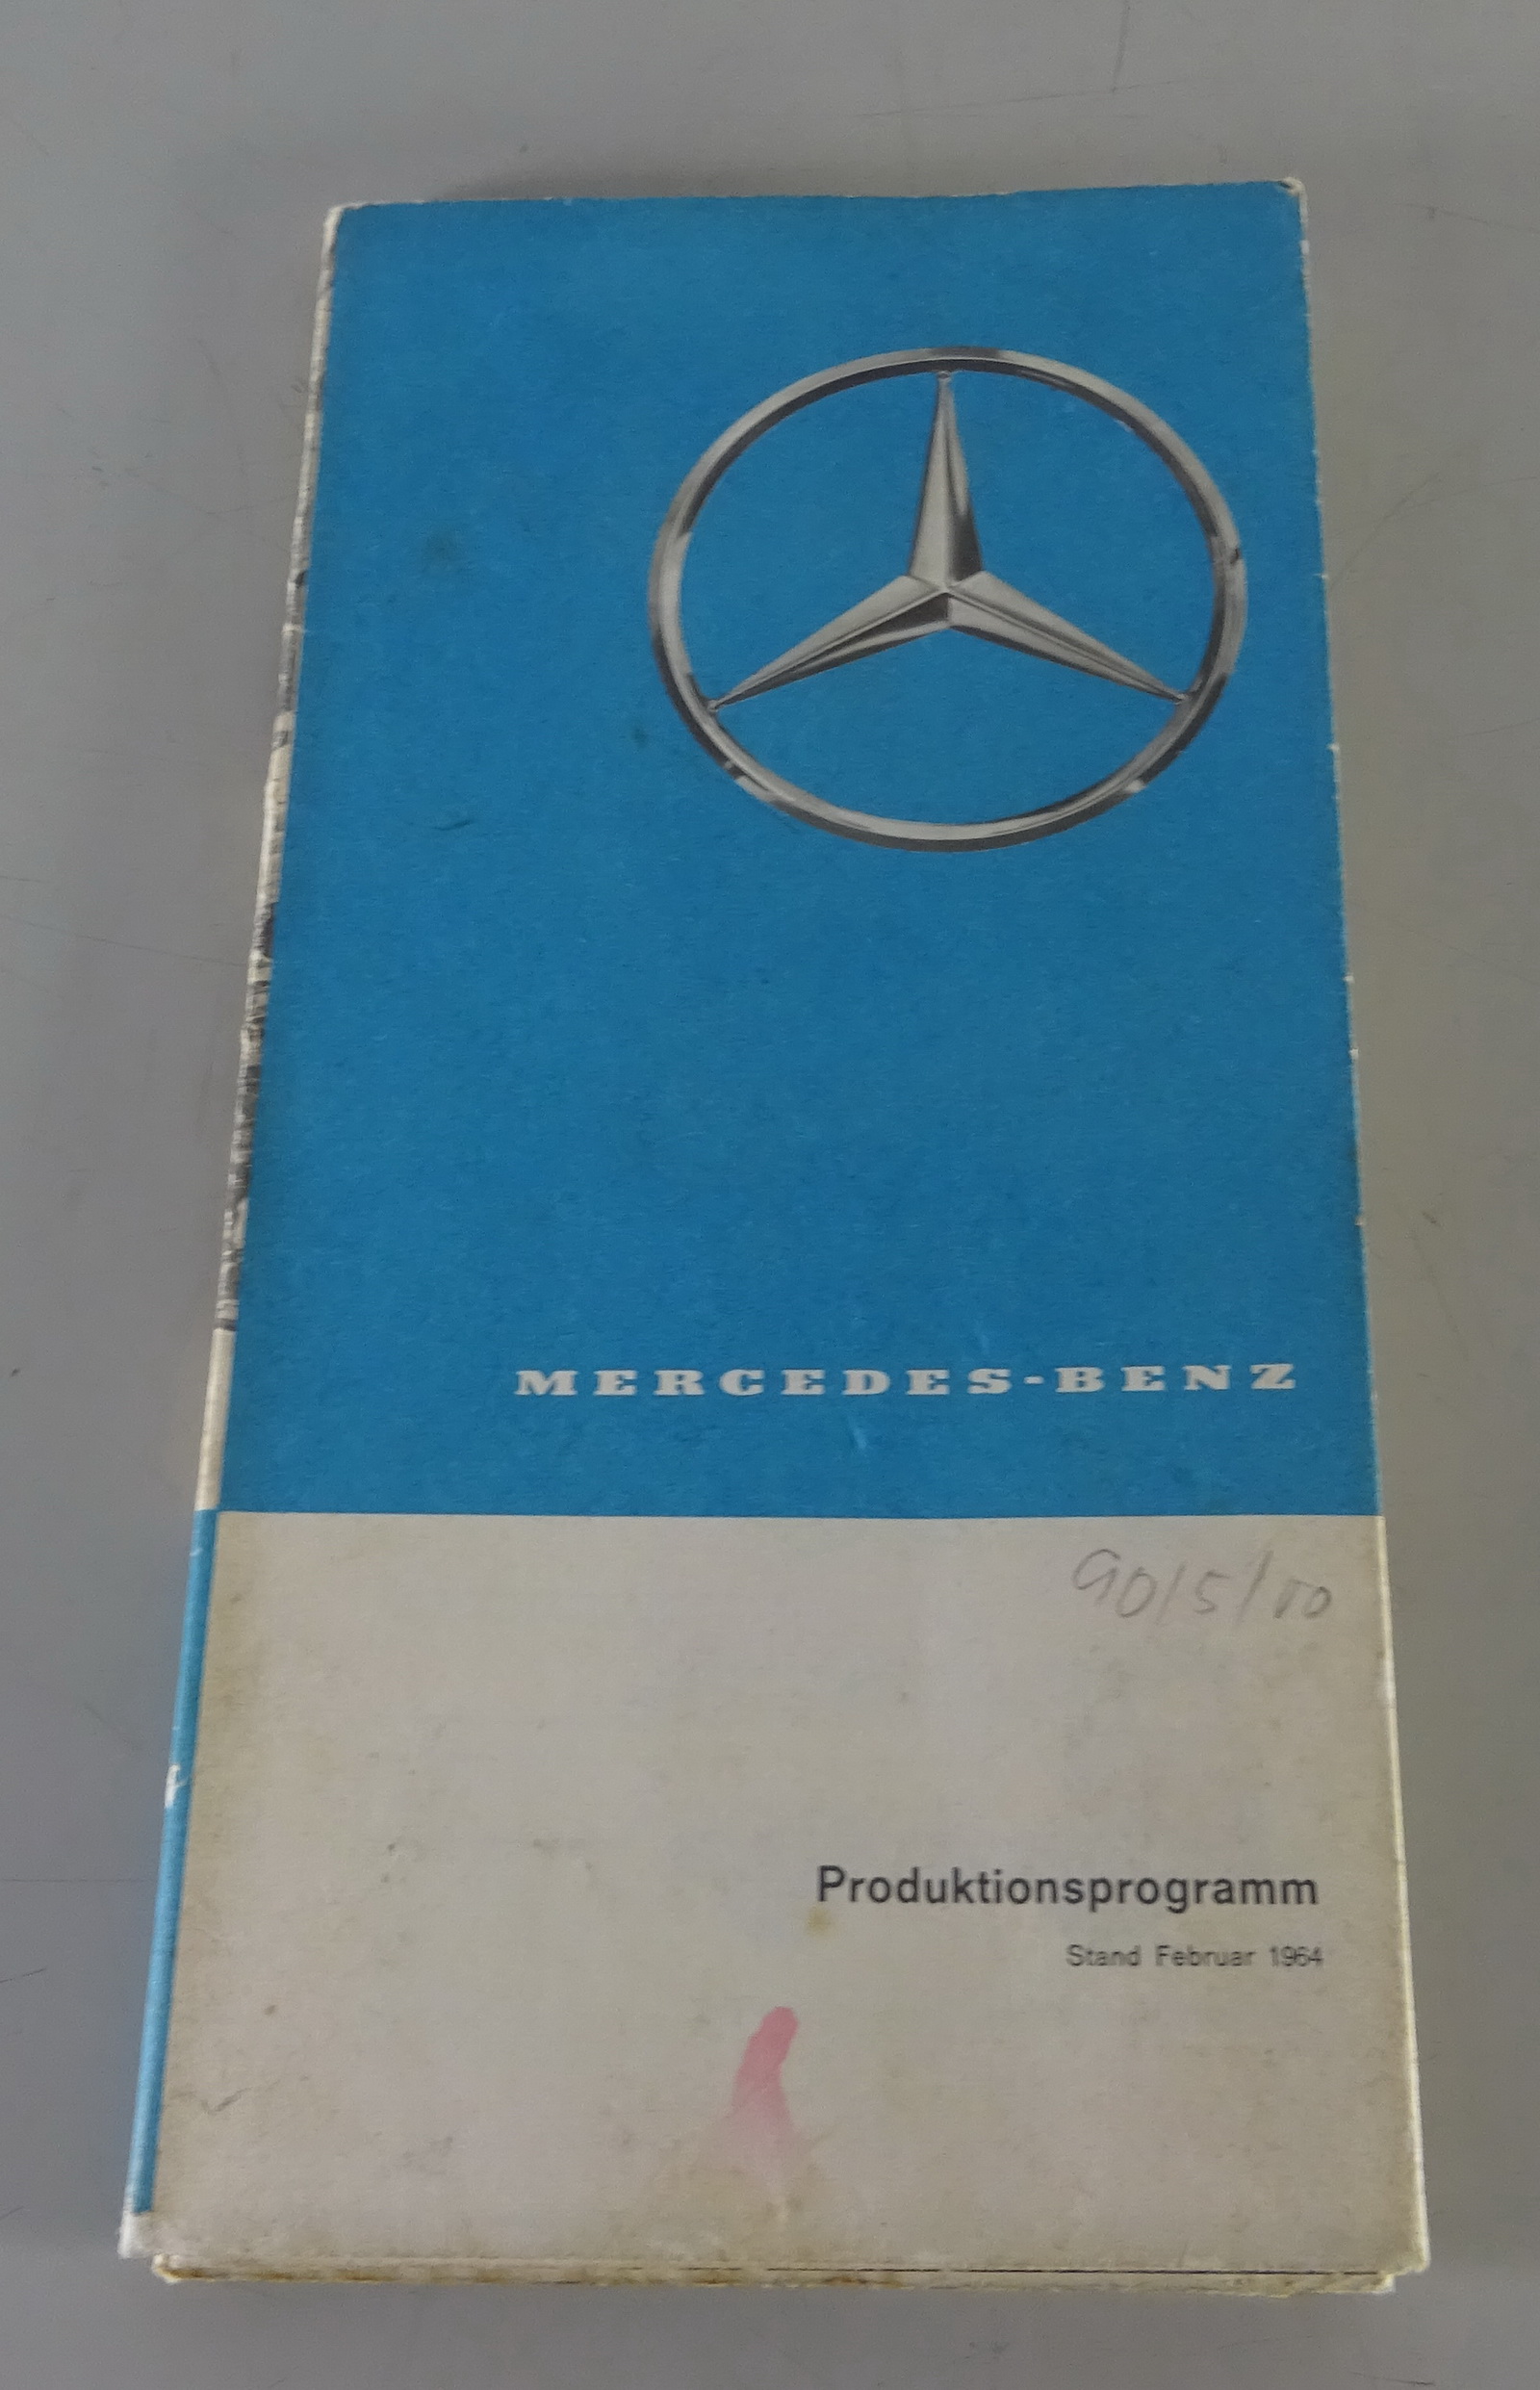 MERCEDES-BENZ
90/5/00
Produktionsprogramm
Stand Februar 1964